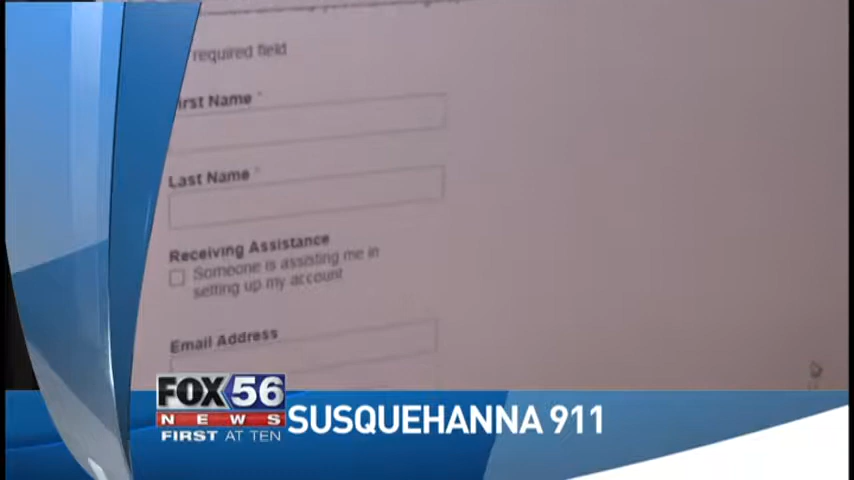 required field
First Name *
Last Name *
Receiving Assistance
Someone is assisting me in
setting up my account
Email Address
FOX 56
NEWS
FIRST AT TEN
SUSQUEHANNA 911